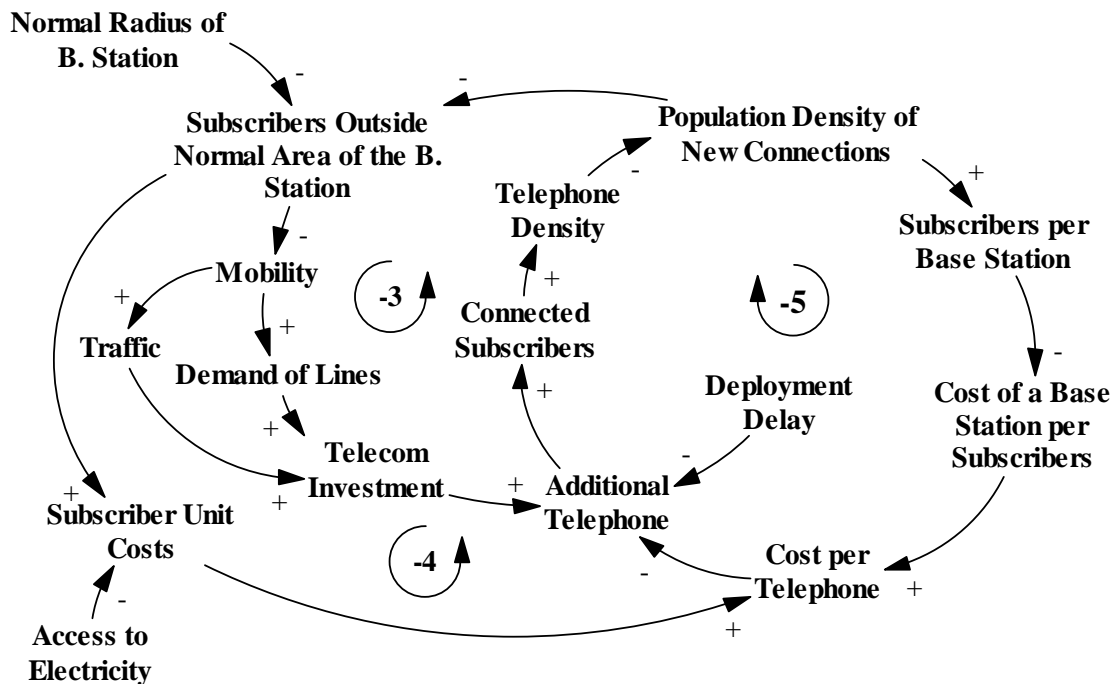 Normal Radius of
B. Station
-
-
Subscribers Outside
Normal Area of the B.
Station
Population Density of
New Connections
-
+
Telephone
Density
Subscribers per
Base Station
-
Mobility
+
-3
+
-5
+
Connected
Subscribers
Traffic
-
Demand of Lines
+
Deployment
Delay
Cost of a Base
Station per
Subscribers
+
Telecom
Investment
-
+
+
+
Additional
Telephone
Subscriber Unit
Costs
-4
-
Cost per
Telephone
+
-
+
Access to
Electricity